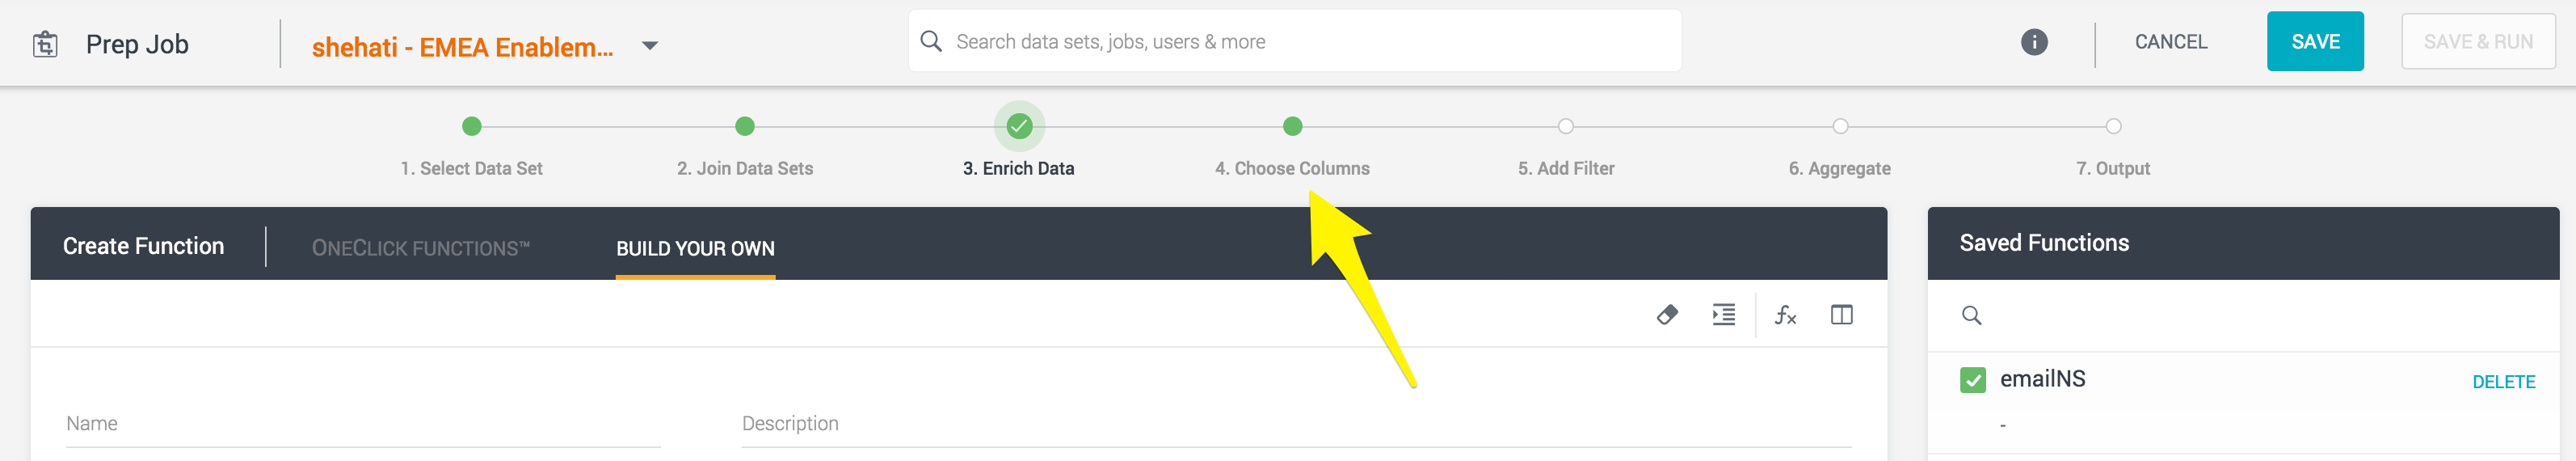 Prep Job
shehati - EMEA Enablem...
Search data sets, jobs, users & more
i
CANCEL
SAVE
SAVE & RUN
1. Select Data Set
2. Join Data Sets
3. Enrich Data
4. Choose Columns
5. Add Filter
6. Aggregate
7. Output
Create Function
ONECLICK FUNCTIONS™
BUILD YOUR OWN
Saved Functions
fx
Name
Description
emailNS
DELETE
-